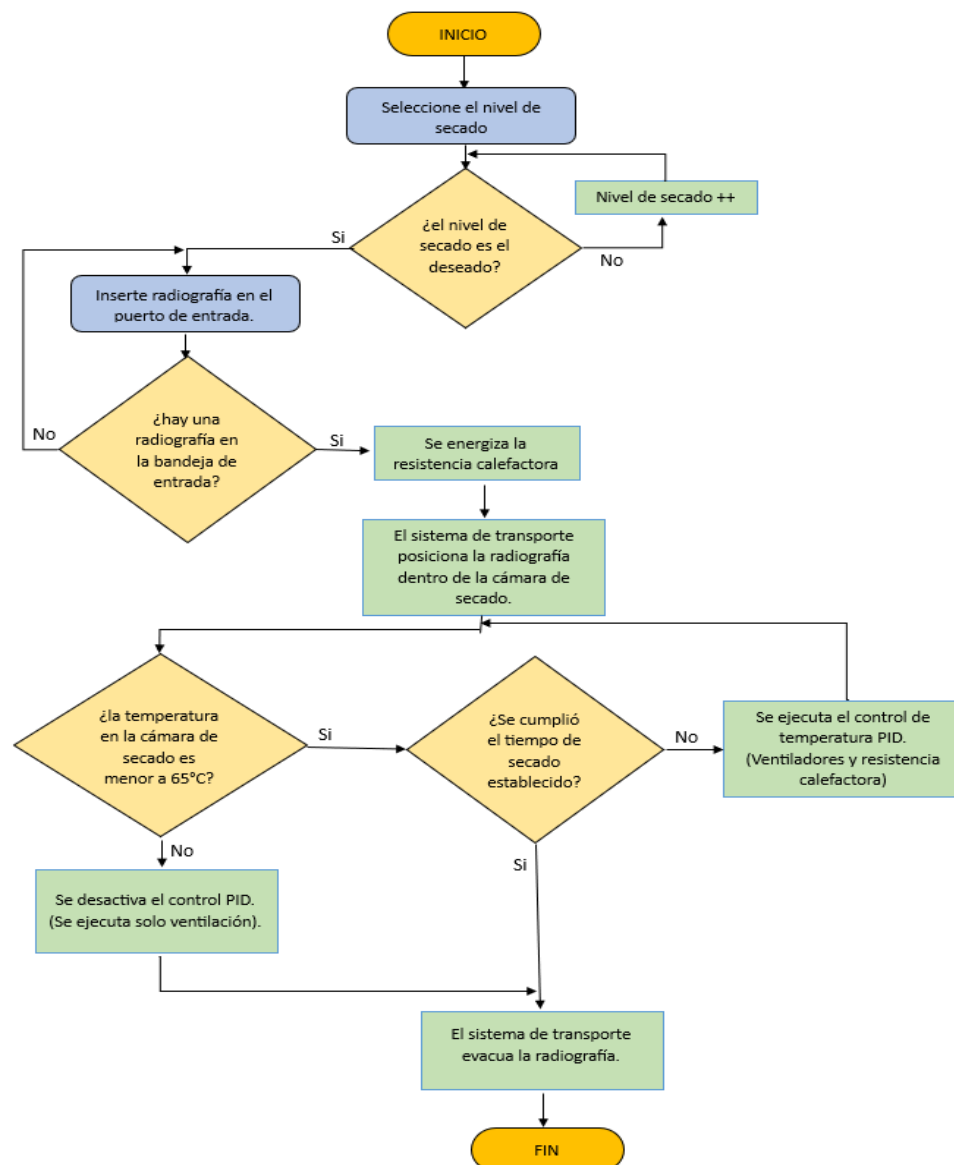 INICIO
Seleccione el nivel de
secado
Nivel de secado ++
¿el nivel de
secado es el
deseado?
Si
No
Inserte radiografía en el
puerto de entrada.
¿hay una
radiografía en
la bandeja de
entrada?
No
Si
Se energiza la
resistencia calefactora
El sistema de transporte
posiciona la radiografía
dentro de la cámara de
secado.
¿la temperatura
en la cámara de
secado es
menor a 65°C?
Si
¿Se cumplió
el tiempo de
secado
establecido?
No
Se ejecuta el control de
temperatura PID.
(Ventiladores y resistencia
calefactora)
No
Si
Se desactiva el control PID.
(Se ejecuta solo ventilación).
El sistema de transporte
evacua la radiografía.
FIN